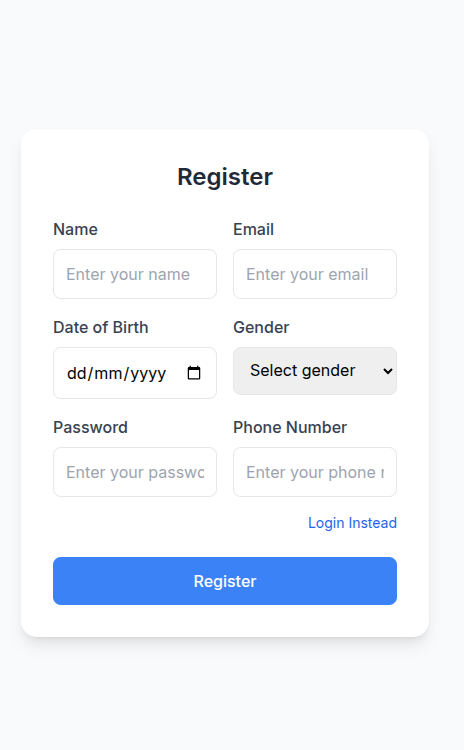 Register
Name
Email
Enter your name
Enter your email
Date of Birth
Gender
dd/mm/yyyy
Select gender
Password
Phone Number
Enter your passwo
Enter your phone r
Login Instead
Register